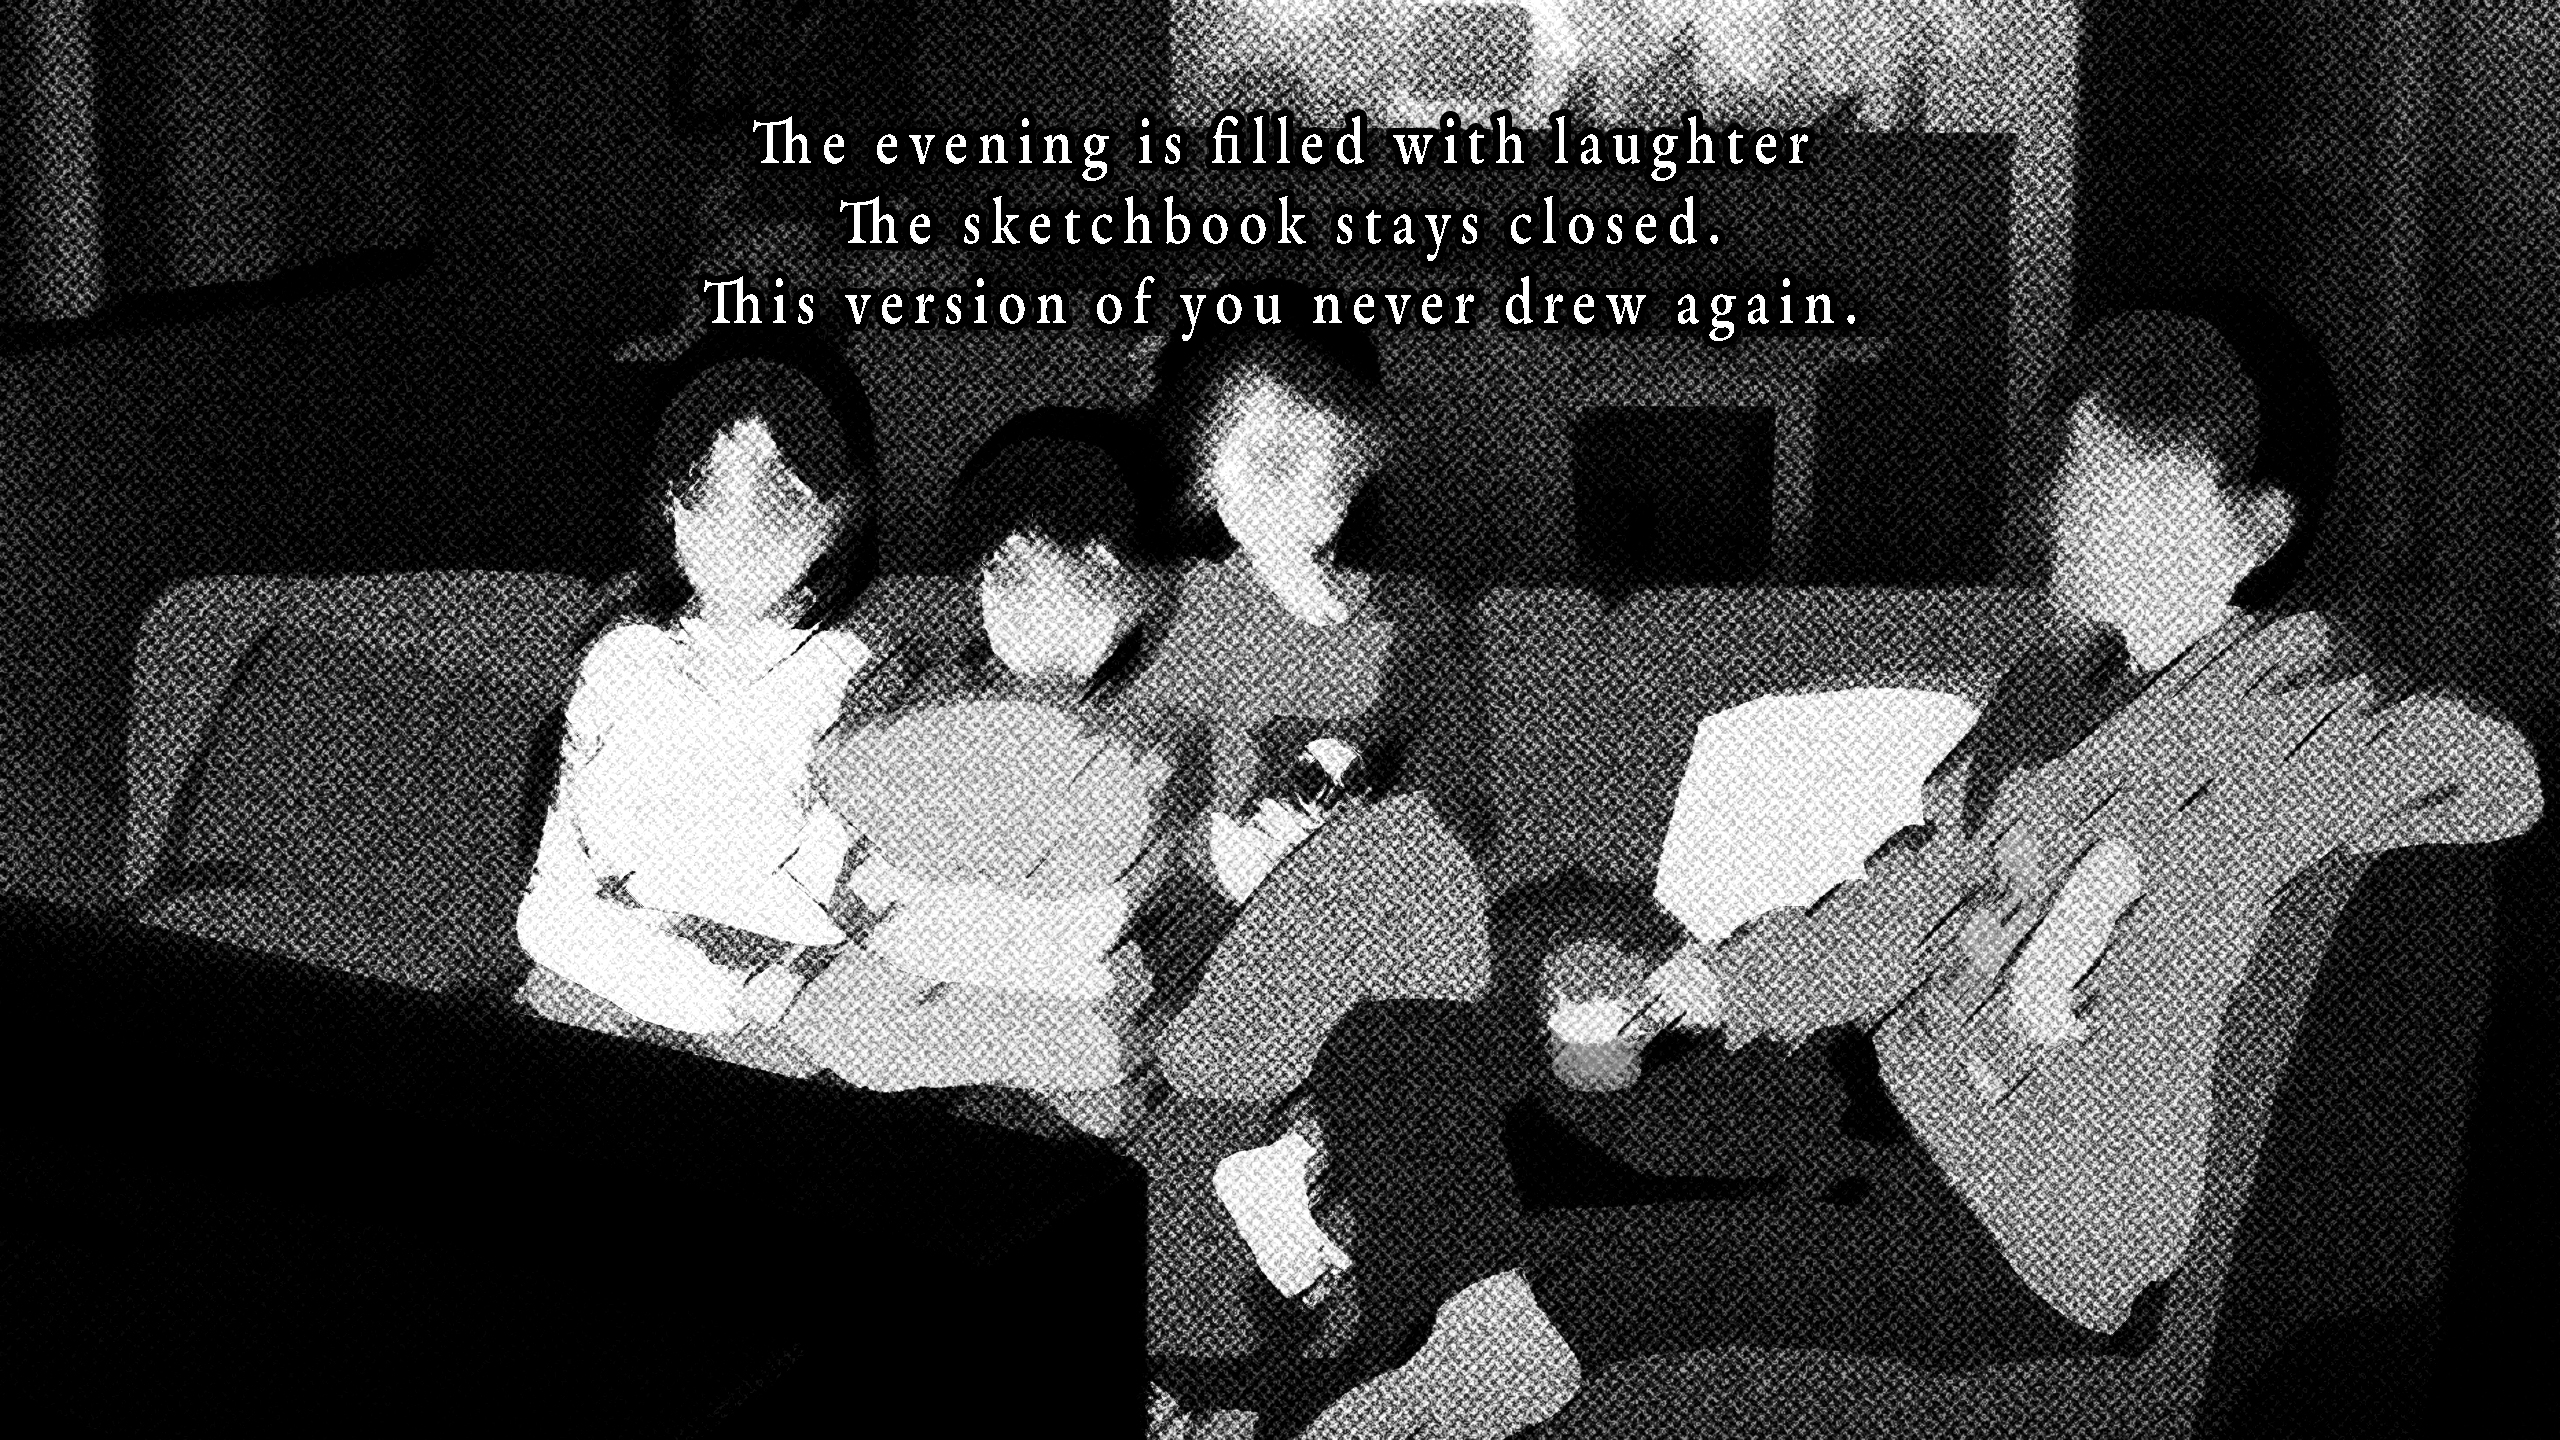 The evening is filled with laughter
The sketchbook stays closed.
This version of you never drew again.